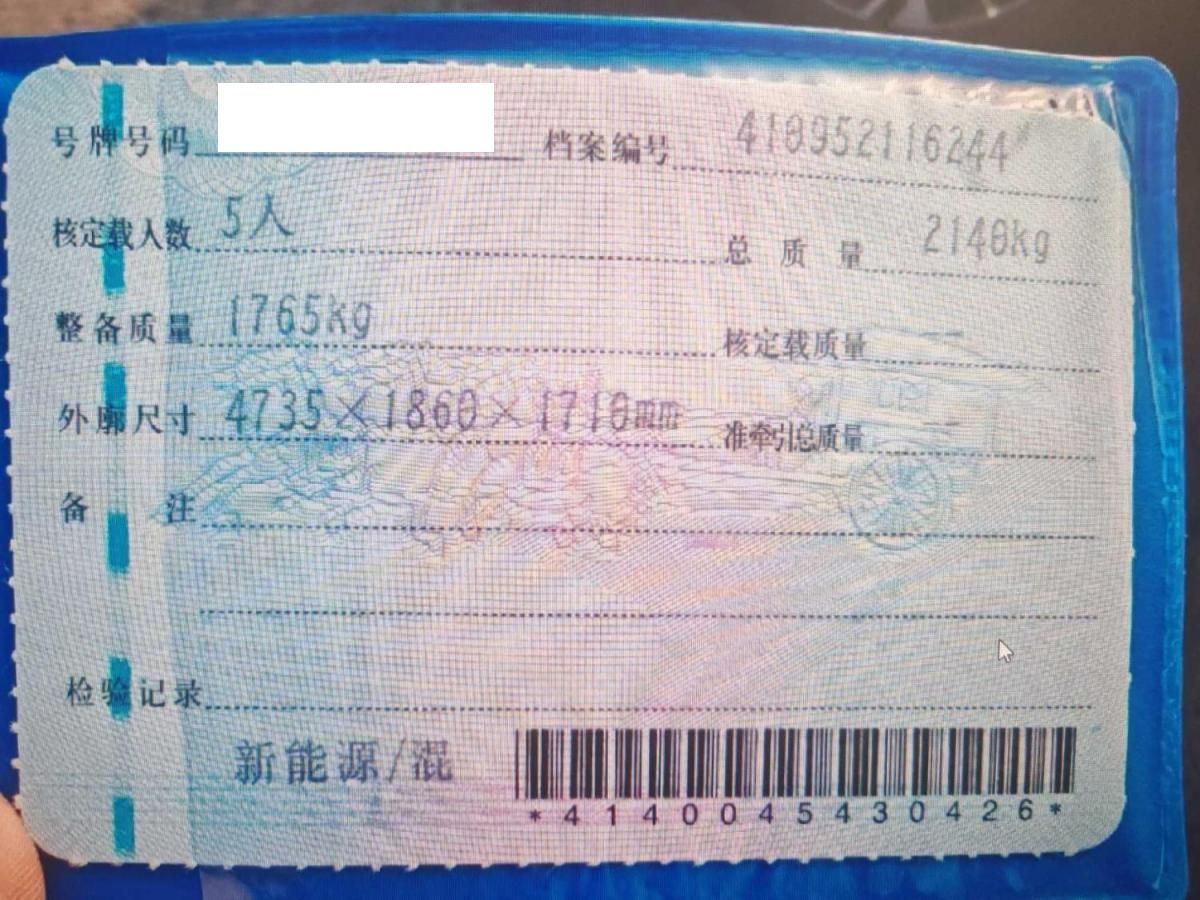 号牌号码 档案编号 410952116244
核定载人数 5人 总质量 2140kg
整备质量 1765kg 核定载质量 —
外廓尺寸 4735×1860×1710mm 准牵引总质量 —
备注
检验记录
新能源/混
*4140045430426*